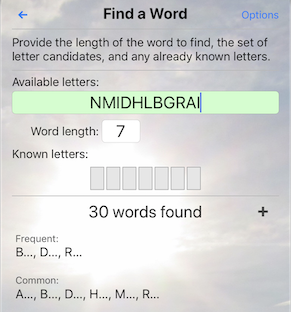 ← Find a Word Options
Provide the length of the word to find, the set of
letter candidates, and any already known letters.
Available letters:
NMIDHLBGRAI
Word length: 7
Known letters:
30 words found +
Frequent:
B..., D..., R...
Common:
A..., B..., D..., H..., M..., R...